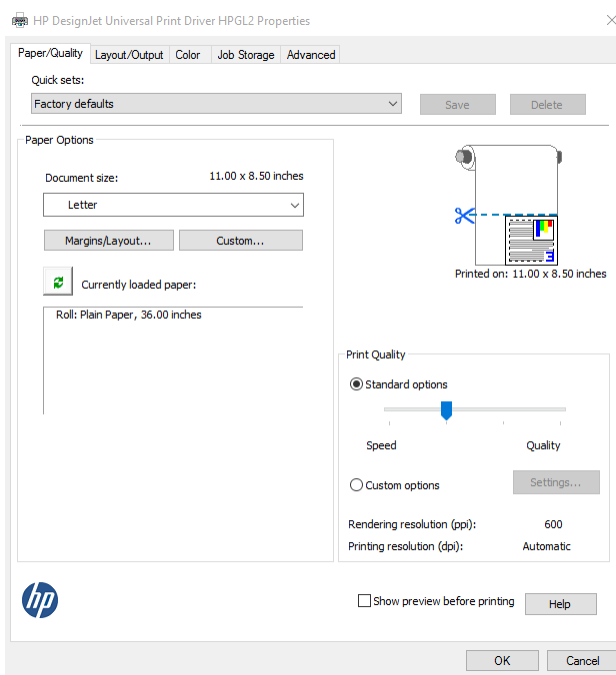 HP DesignJet Universal Print Driver HPGL2 Properties
Paper/Quality Layout/Output Color Job Storage Advanced
Quick sets:
Factory defaults
Save
Delete
Paper Options
Document size:
11.00 x 8.50 inches
Letter
Margins/Layout...
Custom...
Currently loaded paper:
Roll: Plain Paper, 36.00 inches
3
Printed on: 11.00 x 8.50 inches
Print Quality
Standard options
Speed
Quality
Custom options
Settings...
Rendering resolution (ppi): 600
Printing resolution (dpi): Automatic
hp
Show preview before printing
Help
OK
Cancel